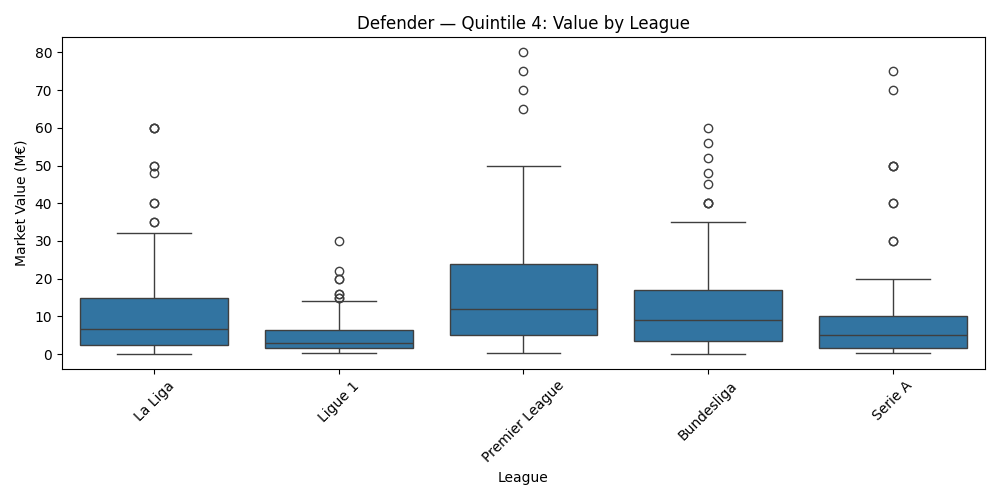 Defender — Quintile 4: Value by League
Market Value (M€)
80
70
60
50
40
30
20
10
0
La Liga
Ligue 1
Premier League
Bundesliga
Serie A
League